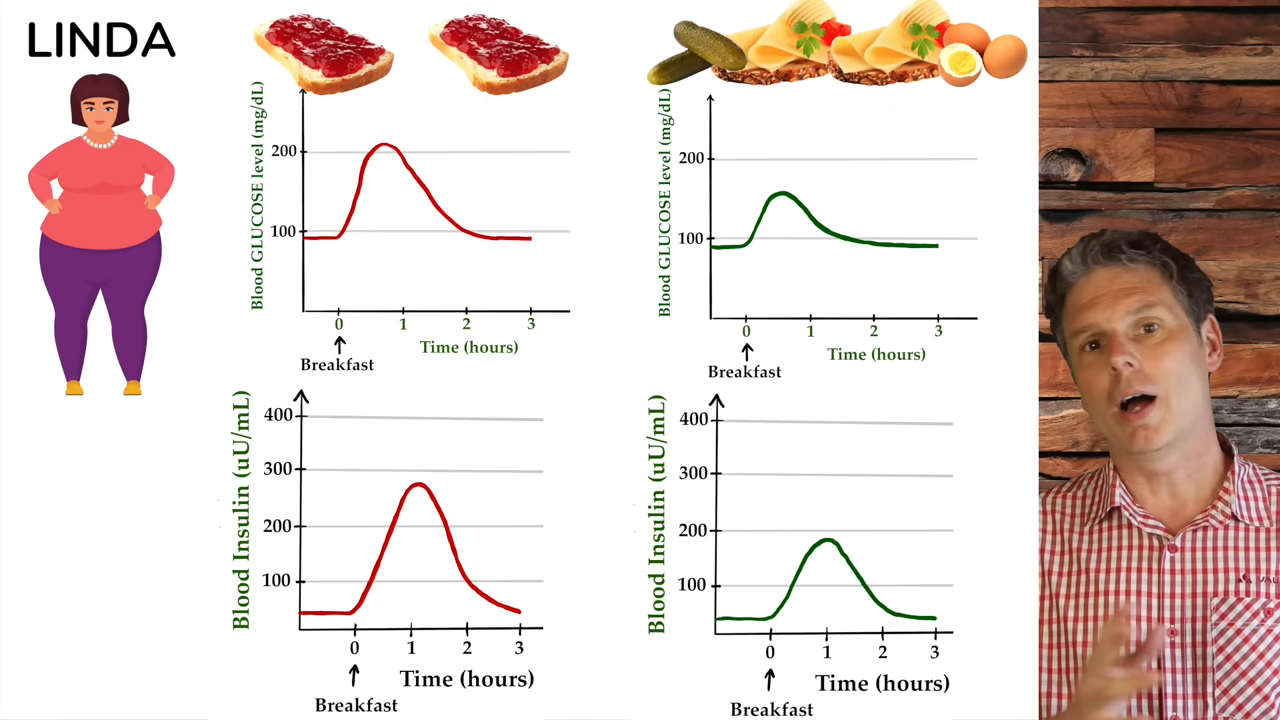 LINDA
Blood GLUCOSE level (mg/dL)
200
100
0 1 2 3
Time (hours)
Breakfast
Blood GLUCOSE level (mg/dL)
200
100
0 1 2 3
Time (hours)
Breakfast
Blood Insulin (uU/mL)
400
300
200
100
0 1 2 3
Time (hours)
Breakfast
Blood Insulin (uU/mL)
400
300
200
100
0 1 2 3
Time (hours)
Breakfast